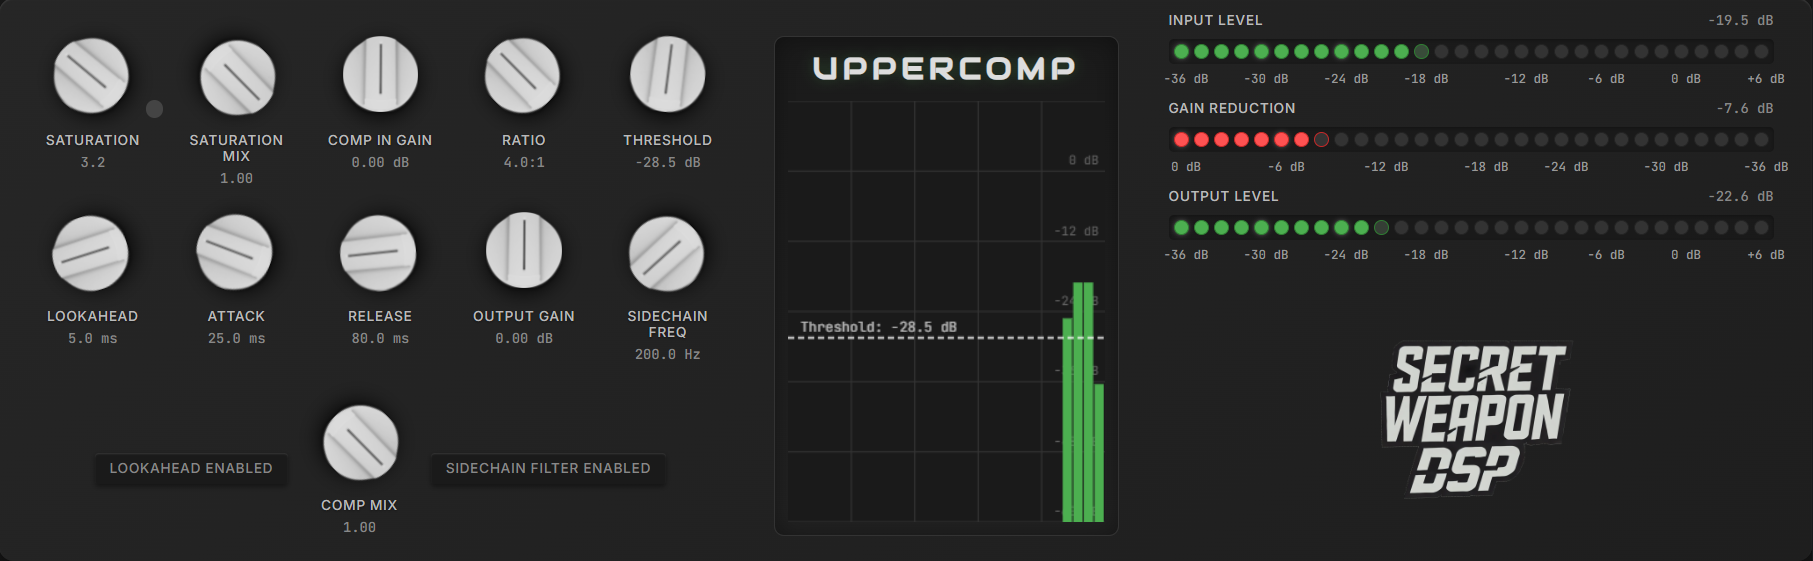 SATURATION
3.2
SATURATION
MIX
1.00
COMP IN GAIN
0.00 dB
RATIO
4.0:1
THRESHOLD
-28.5 dB
LOOKAHEAD
5.0 ms
ATTACK
25.0 ms
RELEASE
80.0 ms
OUTPUT GAIN
0.00 dB
SIDECHAIN
FREQ
200.0 Hz
LOOKAHEAD ENABLED
COMP MIX
1.00
SIDECHAIN FILTER ENABLED
UPPERCOMP
0 dB
-12 dB
Threshold: -28.5 dB
INPUT LEVEL
-19.5 dB
-36 dB -30 dB -24 dB -18 dB -12 dB -6 dB 0 dB +6 dB
GAIN REDUCTION
-7.6 dB
0 dB -6 dB -12 dB -18 dB -24 dB -30 dB -36 dB
OUTPUT LEVEL
-22.6 dB
-36 dB -30 dB -24 dB -18 dB -12 dB -6 dB 0 dB +6 dB
SECRET
WEAPON
DSP